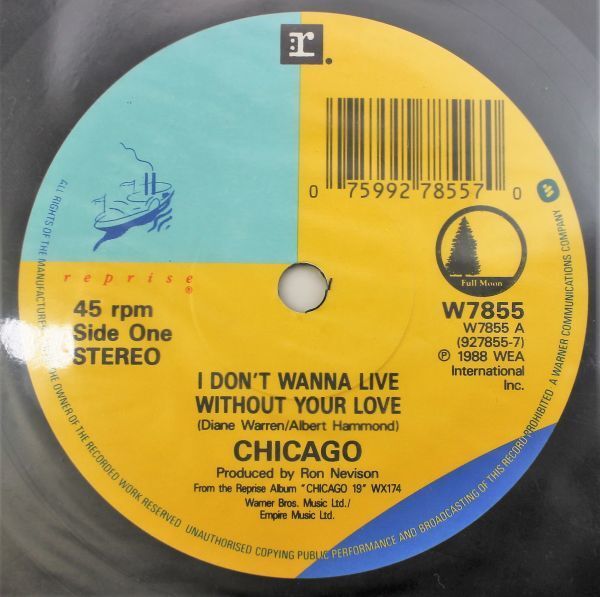 r.
0 75992 78557 0
Full Moon
reprise
®
45 rpm
Side One
STEREO
W7855
W7855 A
(927855-7)
℗ 1988 WEA
International
Inc.
I DON'T WANNA LIVE
WITHOUT YOUR LOVE
(Diane Warren/Albert Hammond)
CHICAGO
Produced by Ron Nevison
From the Reprise Album "CHICAGO 19" WX174
Warner Bros. Music Ltd./
Empire Music Ltd.
ALL RIGHTS OF THE MANUFACTURER AND OF THE OWNER OF THE RECORDED WORK RESERVED UNAUTHORISED COPYING PUBLIC PERFORMANCE AND BROADCASTING OF THIS RECORD PROHIBITED A WARNER COMMUNICATIONS COMPANY